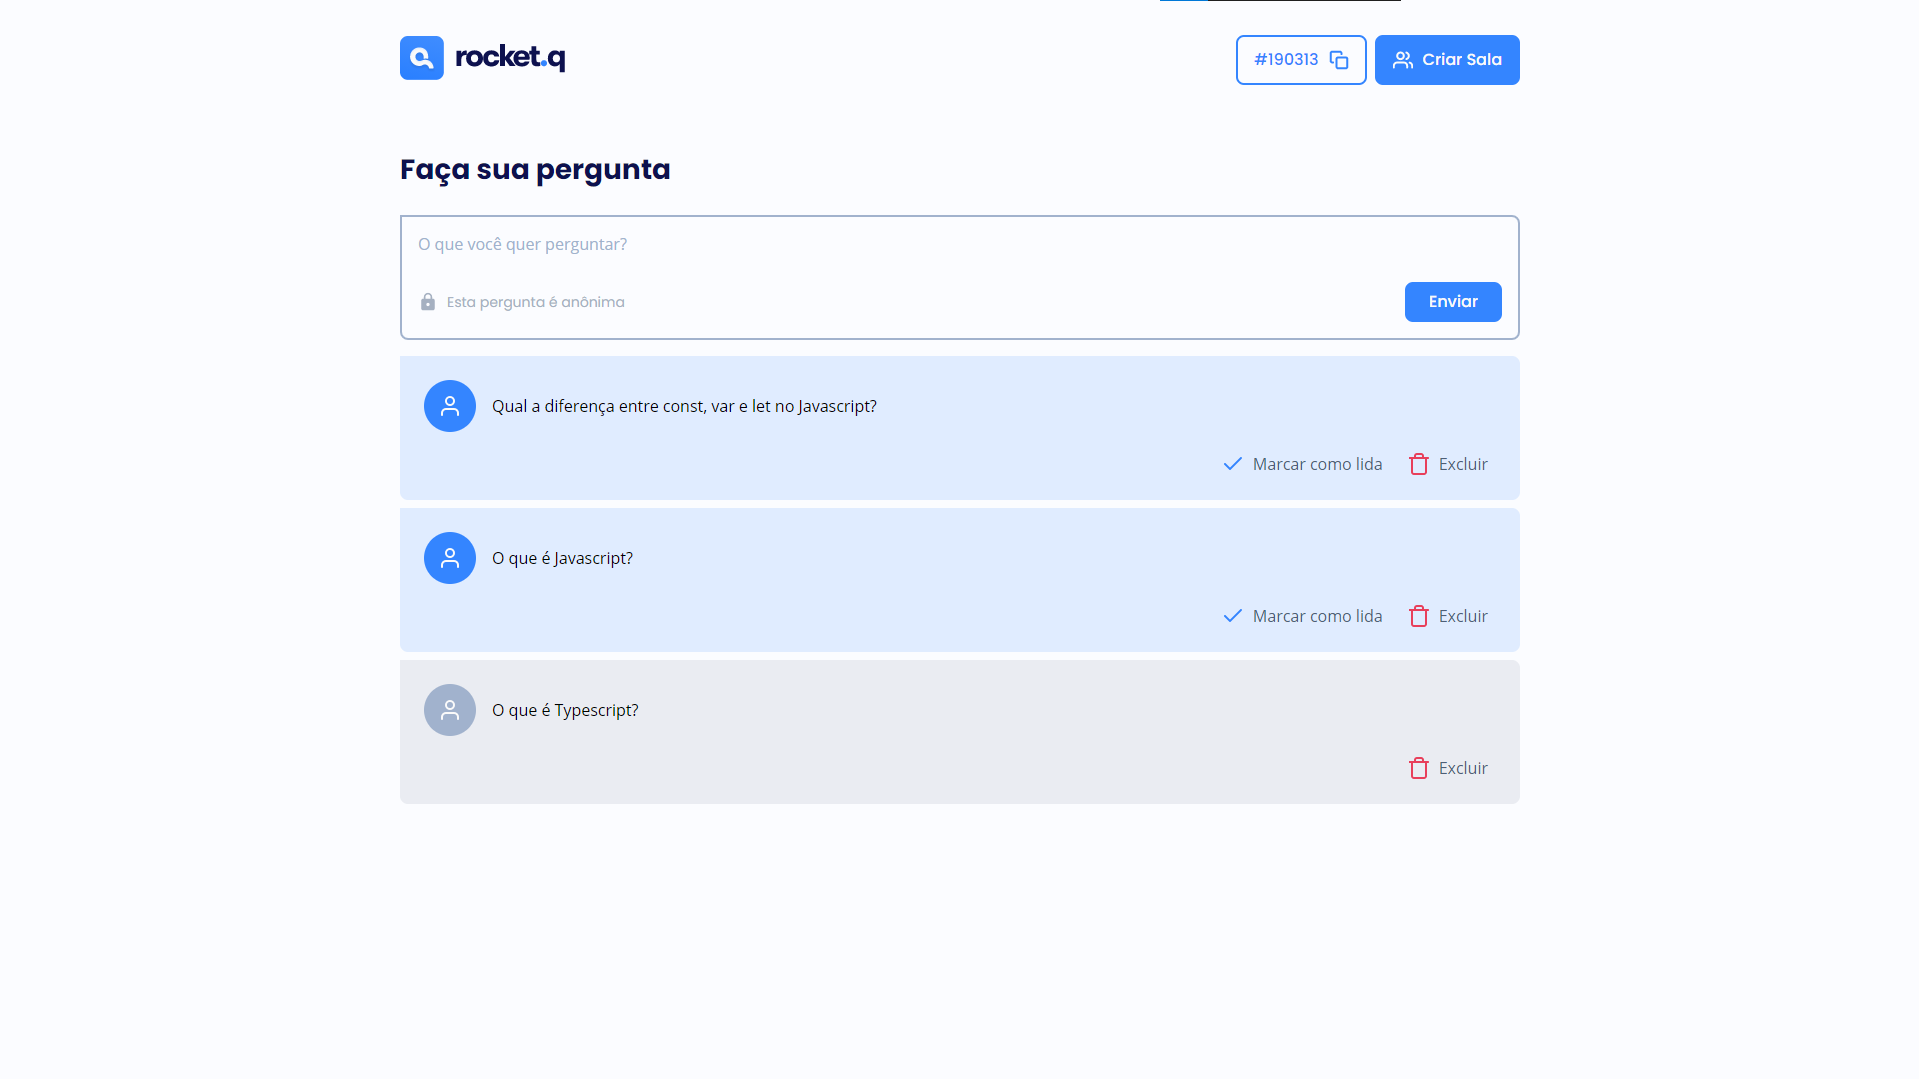 rocket.q
#190313
Criar Sala
Faça sua pergunta
O que você quer perguntar?
Esta pergunta é anônima
Enviar
Qual a diferença entre const, var e let no Javascript?
Marcar como lida
Excluir
O que é Javascript?
Marcar como lida
Excluir
O que é Typescript?
Excluir